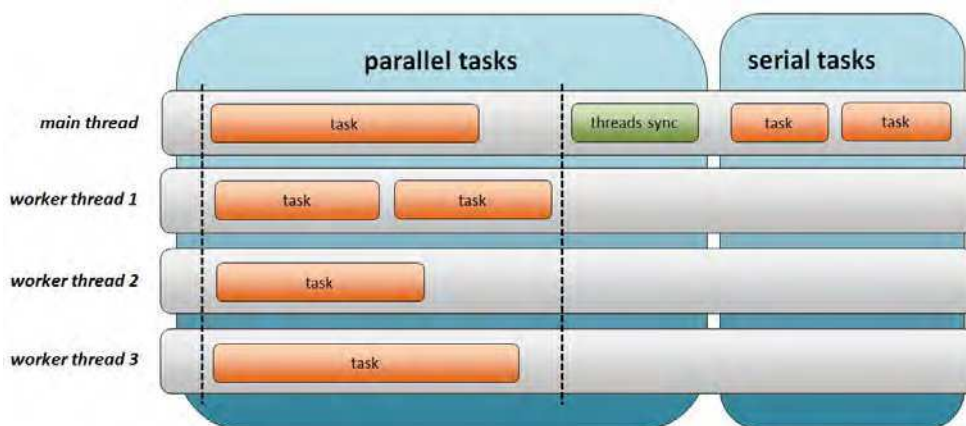 parallel tasks serial tasks
main thread task threads sync task task
worker thread 1 task task
worker thread 2 task
worker thread 3 task